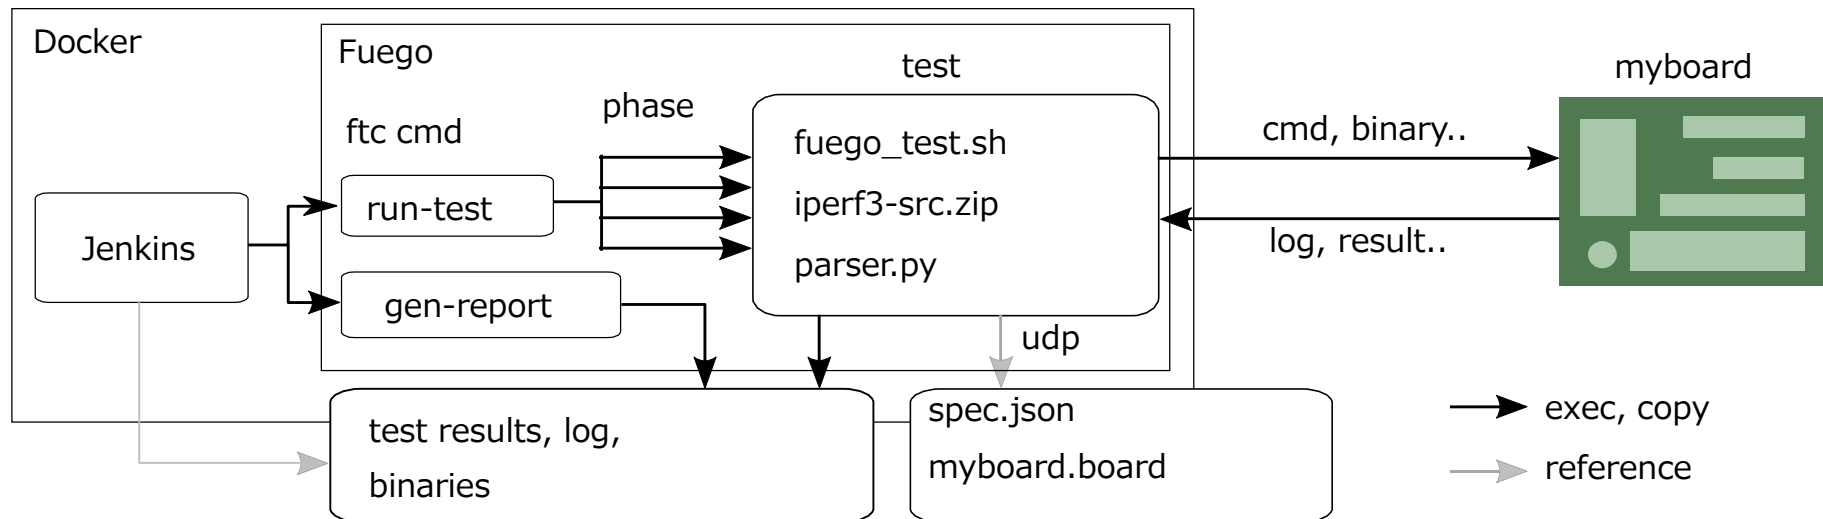 Docker
Fuego
test
myboard
phase
ftc cmd
cmd, binary..
fuego_test.sh
run-test
iperf3-src.zip
Jenkins
log, result..
parser.py
gen-report
udp
test results, log,
binaries
spec.json
myboard.board
exec, copy
reference